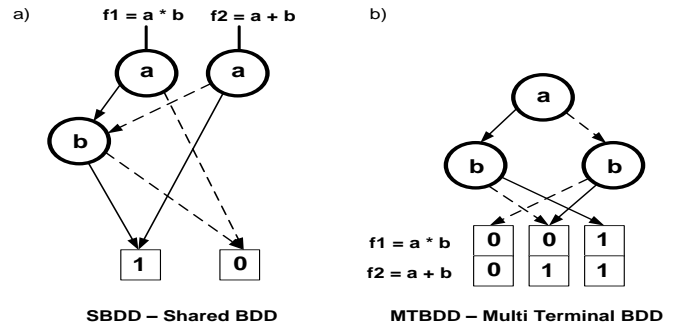 a)
f1 = a * b
f2 = a + b
a
a
b
1
0
SBDD – Shared BDD
b)
a
b
b
f1 = a * b
0
0
1
f2 = a + b
0
1
1
MTBDD – Multi Terminal BDD